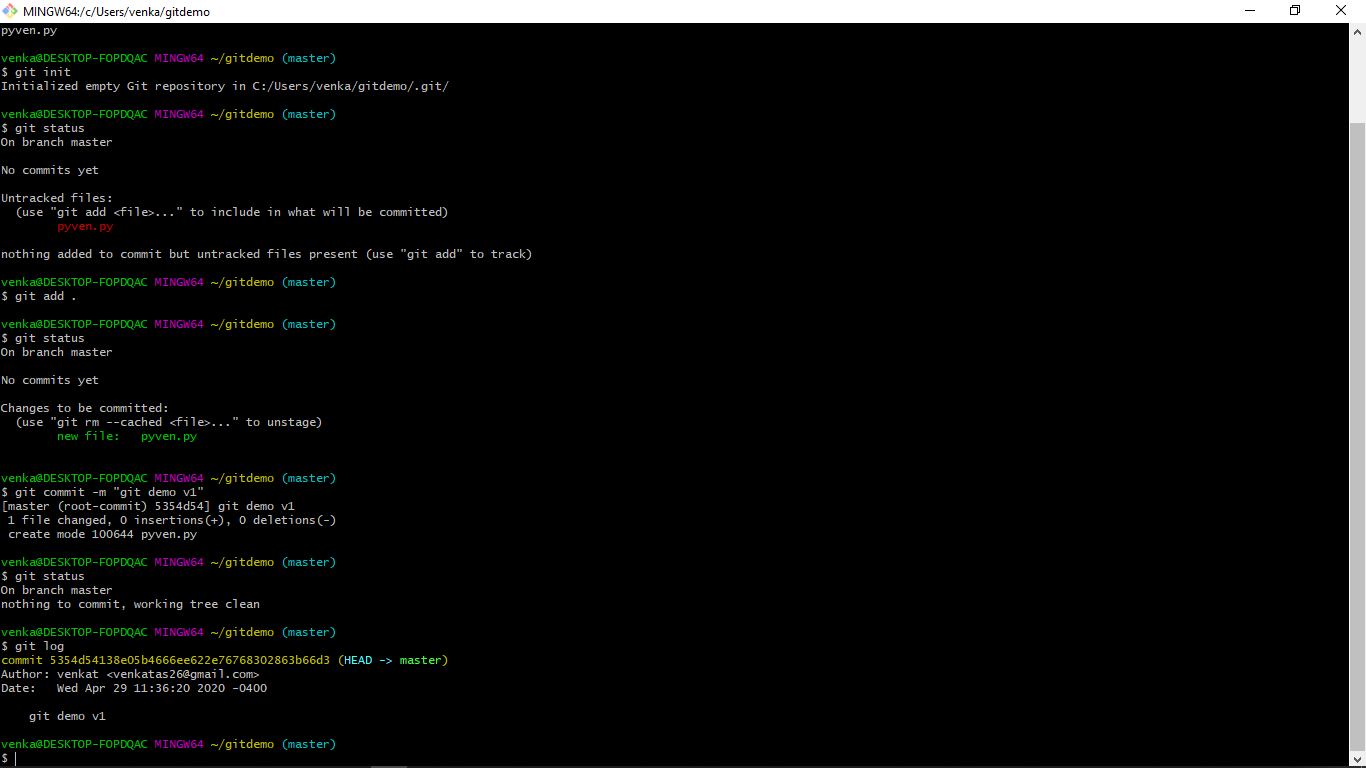 MINGW64:/c/Users/venka/gitdemo
pyven.py
venka@DESKTOP-FOPDQAC MINGW64 ~/gitdemo (master)
$ git init
Initialized empty Git repository in C:/Users/venka/gitdemo/.git/
venka@DESKTOP-FOPDQAC MINGW64 ~/gitdemo (master)
$ git status
On branch master
No commits yet
Untracked files:
  (use "git add <file>..." to include in what will be committed)
        pyven.py
nothing added to commit but untracked files present (use "git add" to track)
venka@DESKTOP-FOPDQAC MINGW64 ~/gitdemo (master)
$ git add .
venka@DESKTOP-FOPDQAC MINGW64 ~/gitdemo (master)
$ git status
On branch master
No commits yet
Changes to be committed:
  (use "git rm --cached <file>..." to unstage)
        new file:   pyven.py
venka@DESKTOP-FOPDQAC MINGW64 ~/gitdemo (master)
$ git commit -m "git demo v1"
[master (root-commit) 5354d54] git demo v1
 1 file changed, 0 insertions(+), 0 deletions(-)
 create mode 100644 pyven.py
venka@DESKTOP-FOPDQAC MINGW64 ~/gitdemo (master)
$ git status
On branch master
nothing to commit, working tree clean
venka@DESKTOP-FOPDQAC MINGW64 ~/gitdemo (master)
$ git log
commit 5354d54138e05b4666ee622e76768302863b66d3 (HEAD -> master)
Author: venkat <venkatas26@gmail.com>
Date:   Wed Apr 29 11:36:20 2020 -0400
    git demo v1
venka@DESKTOP-FOPDQAC MINGW64 ~/gitdemo (master)
$